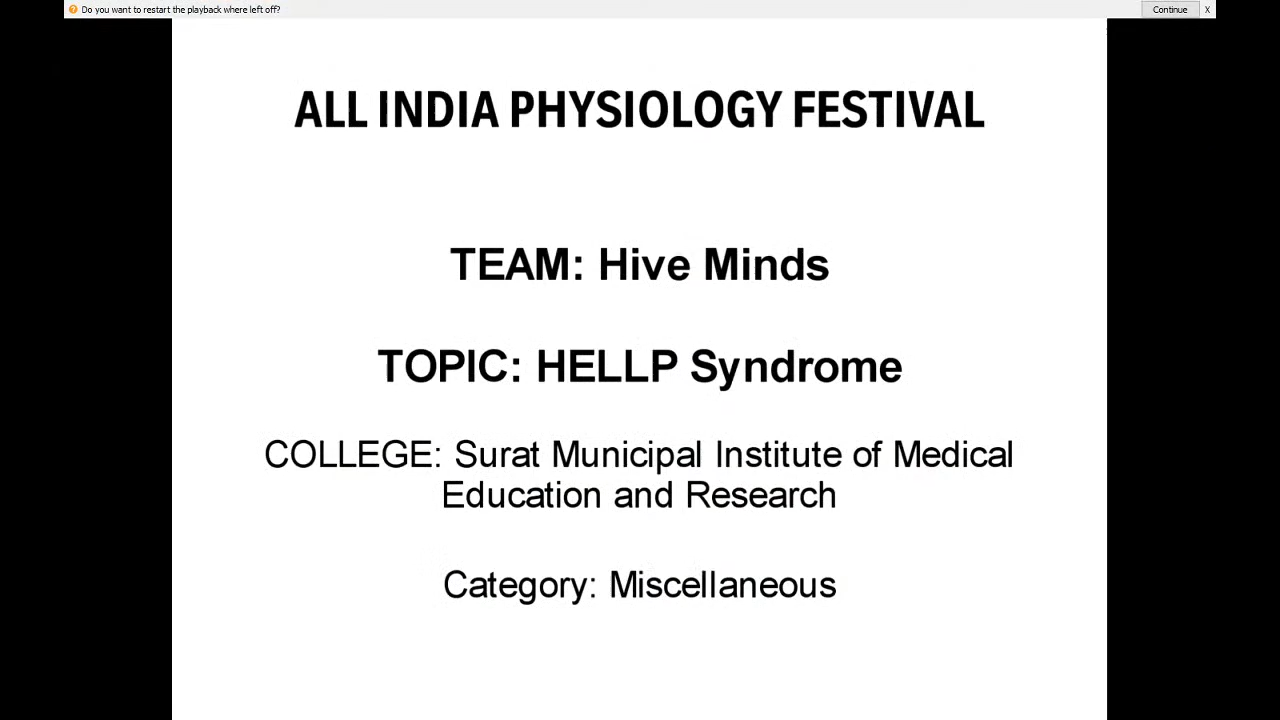 Do you want to restart the playback where left off?
Continue
X
ALL INDIA PHYSIOLOGY FESTIVAL
TEAM: Hive Minds
TOPIC: HELLP Syndrome
COLLEGE: Surat Municipal Institute of Medical
Education and Research
Category: Miscellaneous